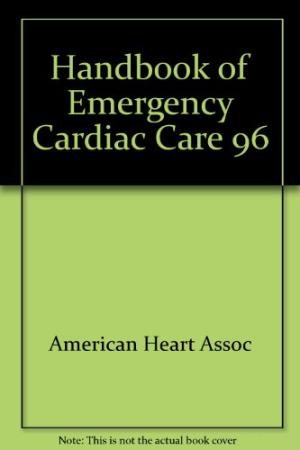 Handbook of
Emergency
Cardiac Care 96
American Heart Assoc
Note: This is not the actual book cover